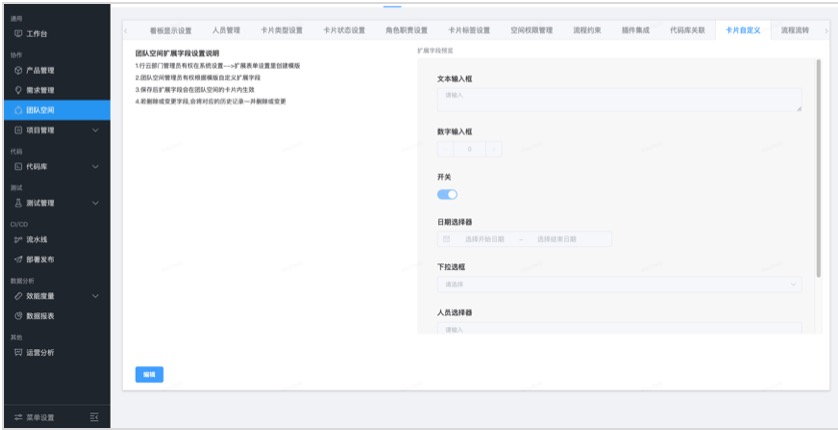 通用
工作台
协作
产品管理
需求管理
团队空间
项目管理
代码
代码库
测试
测试管理
CI/CD
流水线
部署发布
数据分析
效能度量
数据报表
其他
运营分析
菜单设置
看板显示设置
人员管理
卡片类型设置
卡片状态设置
角色职责设置
卡片标签设置
空间权限管理
流程约束
插件集成
代码库关联
卡片自定义
流程流转
团队空间扩展字段设置说明
1.行云部门管理员有权在系统设置-->扩展表单设置里创建模版
2.团队空间管理员有权根据模版自定义扩展字段
3.保存后扩展字段会在团队空间的卡片内生效
4.若删除或变更字段,会将对应的历史记录一并删除或变更
编辑
扩展字段预览
文本输入框
请输入
数字输入框
- 0 +
开关
日期选择器
选择开始日期 - 选择结束日期
下拉选框
请选择
人员选择器
请输入